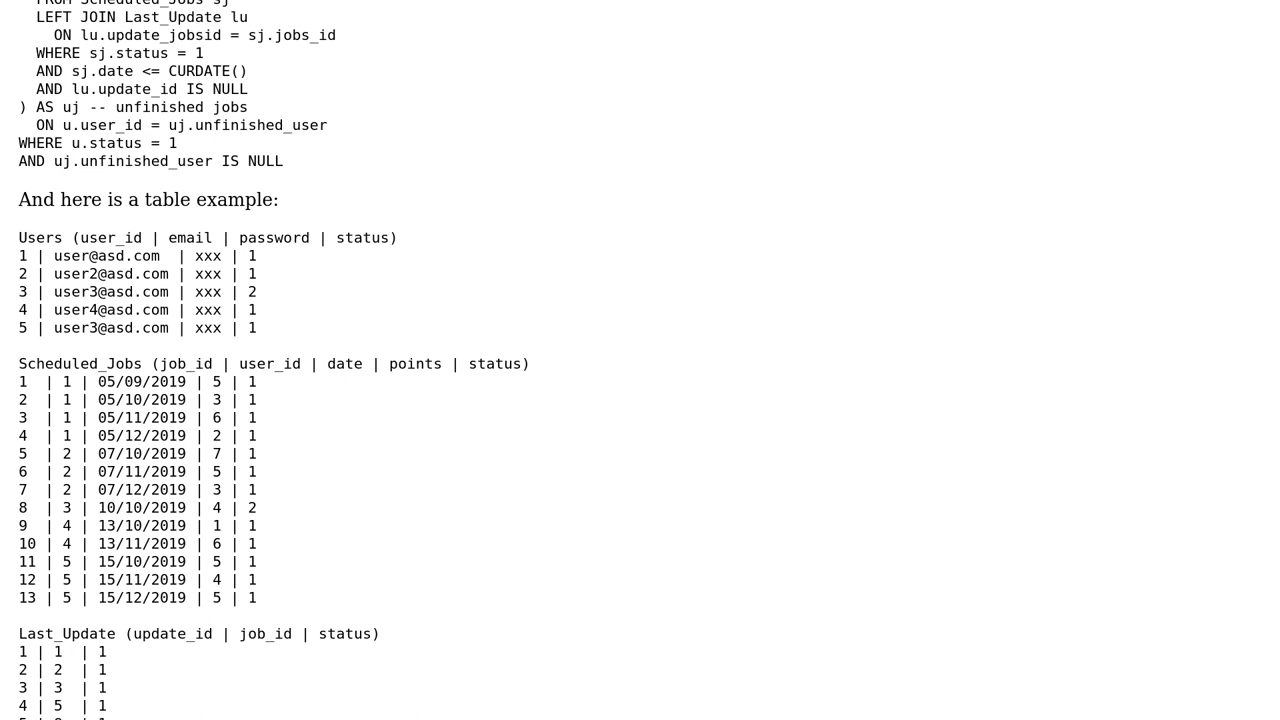 FROM Scheduled_Jobs sj
  LEFT JOIN Last_Update lu
    ON lu.update_jobsid = sj.jobs_id
  WHERE sj.status = 1
  AND sj.date <= CURDATE()
  AND lu.update_id IS NULL
) AS uj -- unfinished jobs
  ON u.user_id = uj.unfinished_user
WHERE u.status = 1
AND uj.unfinished_user IS NULL
And here is a table example:
Users (user_id | email | password | status)
1 | user@asd.com  | xxx | 1
2 | user2@asd.com | xxx | 1
3 | user3@asd.com | xxx | 2
4 | user4@asd.com | xxx | 1
5 | user3@asd.com | xxx | 1
Scheduled_Jobs (job_id | user_id | date | points | status)
1  | 1 | 05/09/2019 | 5 | 1
2  | 1 | 05/10/2019 | 3 | 1
3  | 1 | 05/11/2019 | 6 | 1
4  | 1 | 05/12/2019 | 2 | 1
5  | 2 | 07/10/2019 | 7 | 1
6  | 2 | 07/11/2019 | 5 | 1
7  | 2 | 07/12/2019 | 3 | 1
8  | 3 | 10/10/2019 | 4 | 2
9  | 4 | 13/10/2019 | 1 | 1
10 | 4 | 13/11/2019 | 6 | 1
11 | 5 | 15/10/2019 | 5 | 1
12 | 5 | 15/11/2019 | 4 | 1
13 | 5 | 15/12/2019 | 5 | 1
Last_Update (update_id | job_id | status)
1 | 1  | 1
2 | 2  | 1
3 | 3  | 1
4 | 5  | 1